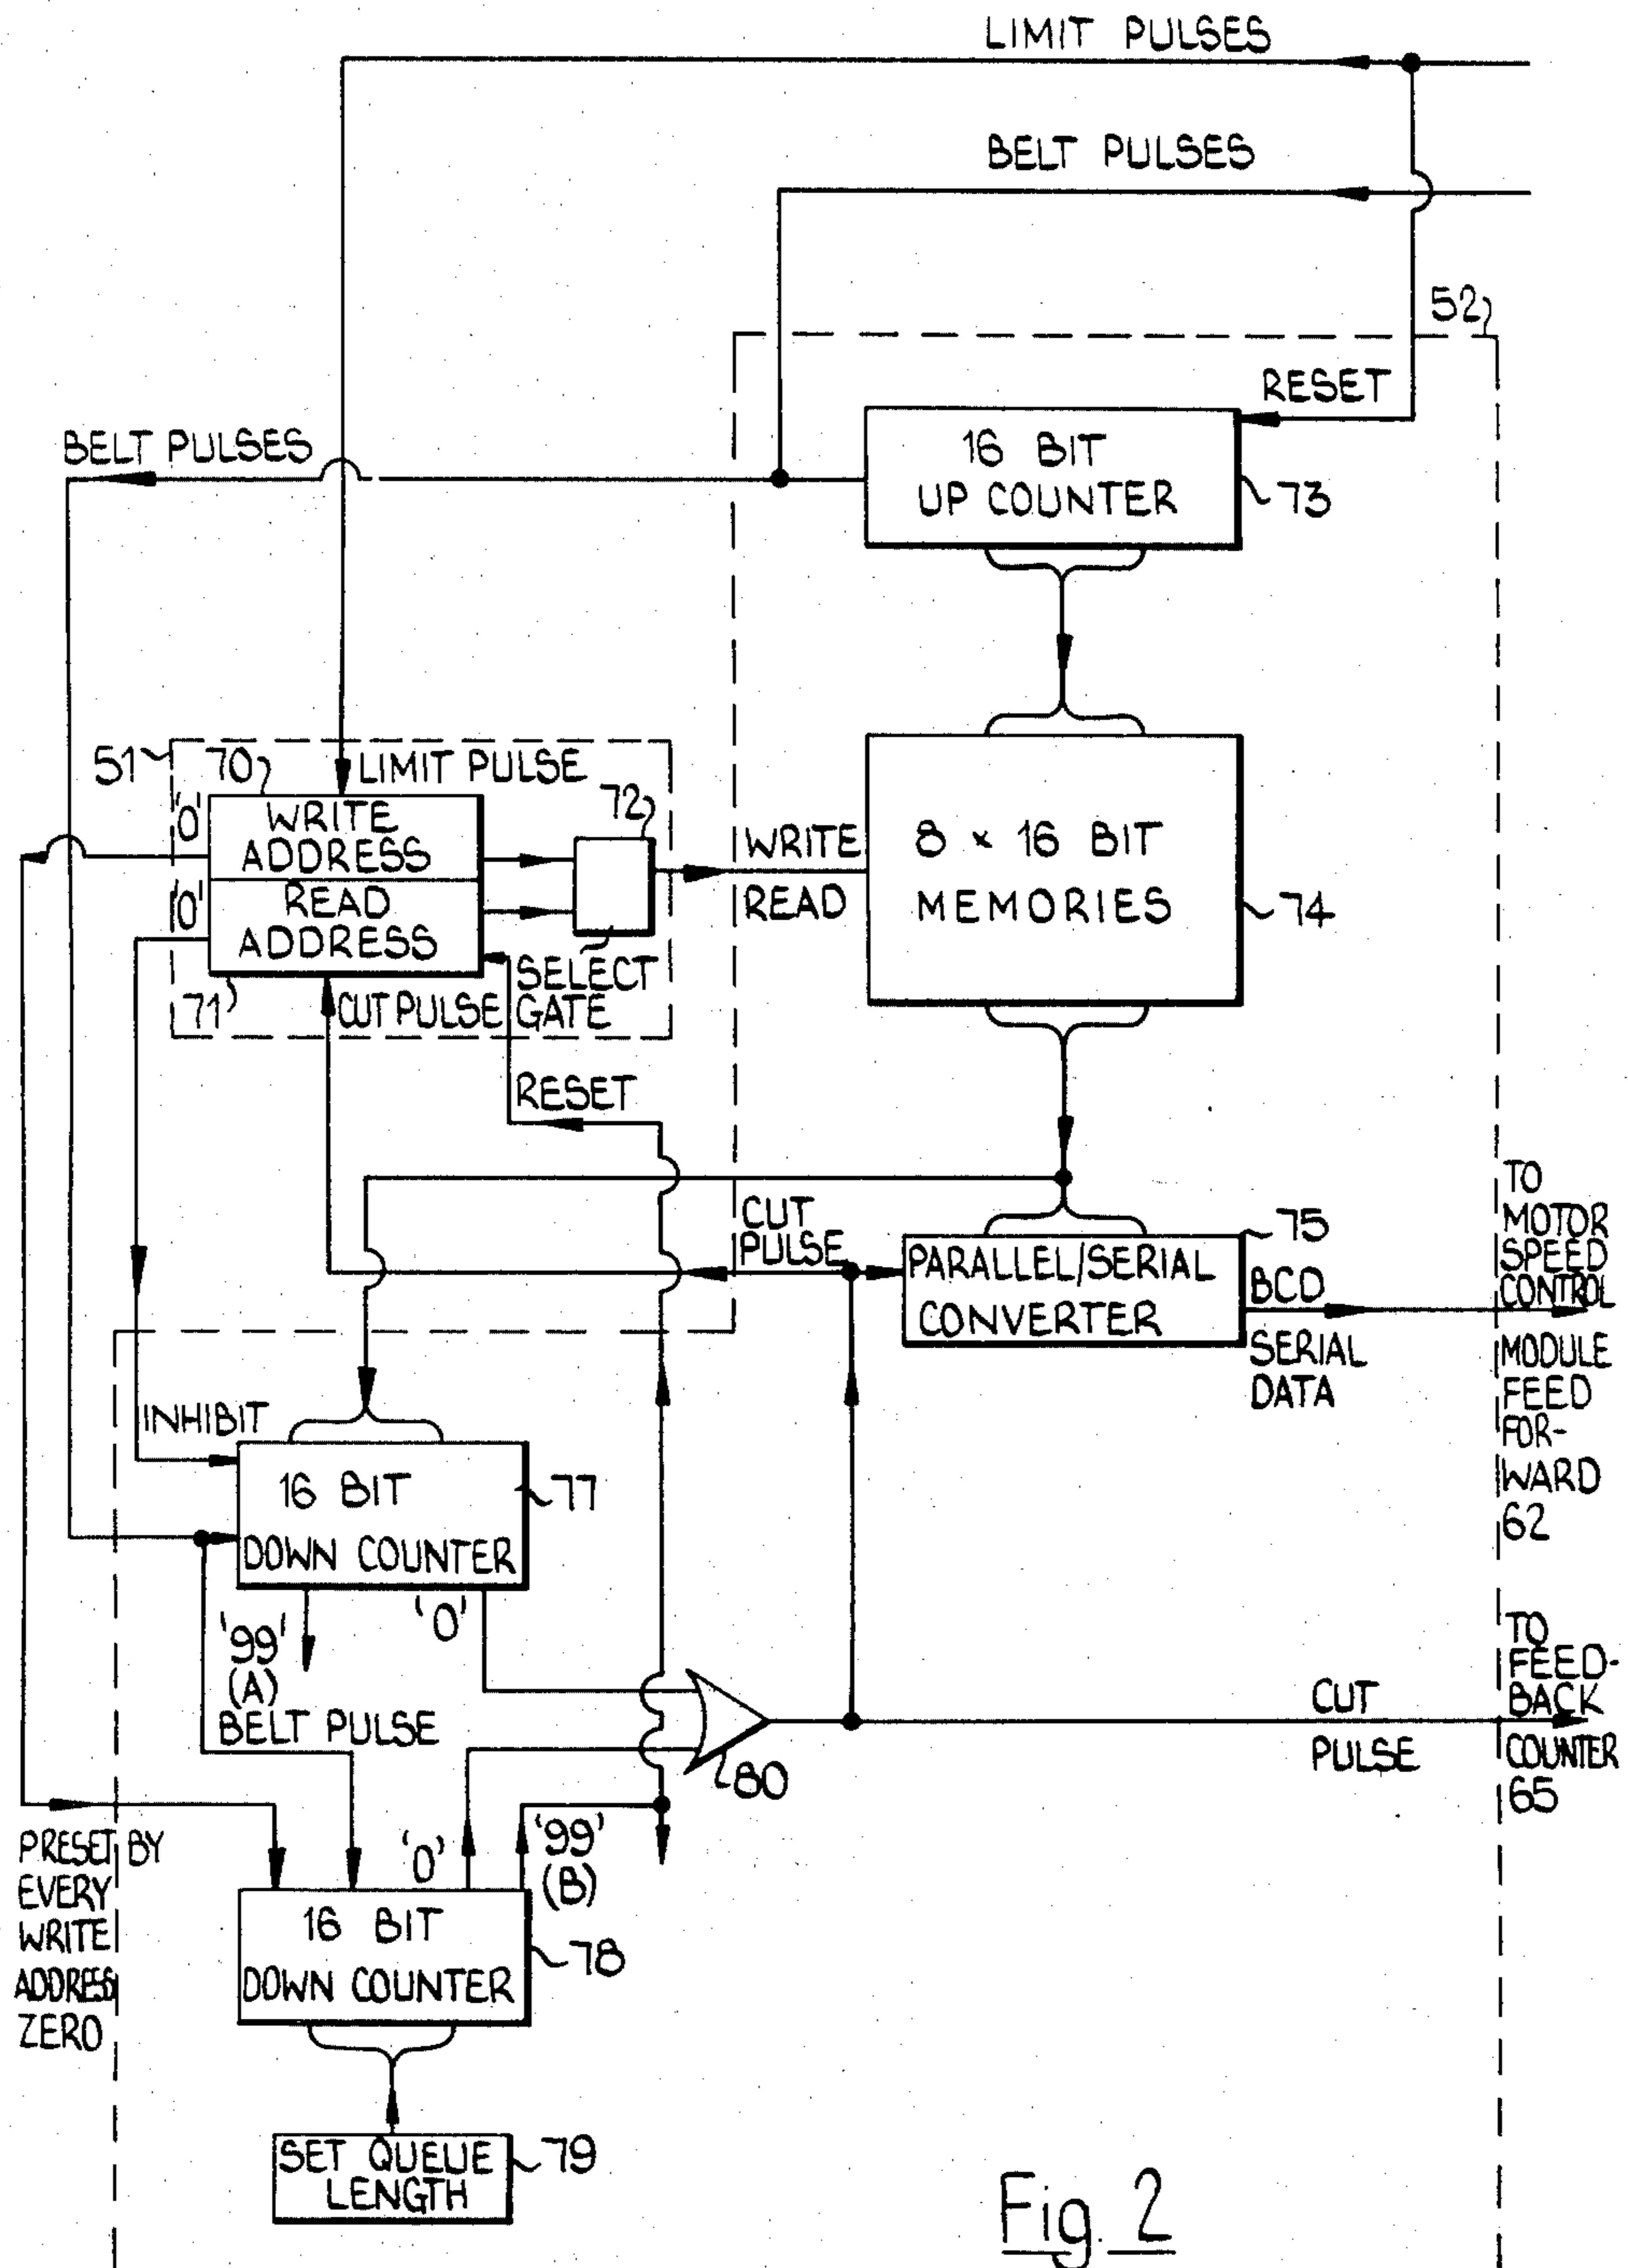 LIMIT PULSES
BELT PULSES
52
RESET
BELT PULSES
16 BIT
UP COUNTER
73
51
70
LIMIT PULSE
'0'
WRITE
ADDRESS
72
'0'
READ
ADDRESS
71
CUT PULSE
SELECT
GATE
WRITE
READ
8 × 16 BIT
MEMORIES
74
RESET
CUT
PULSE
75
PARALLEL/SERIAL
CONVERTER
BCD
SERIAL
DATA
TO
MOTOR
SPEED
CONTROL
MODULE
FEED
FOR-
WARD
62
INHIBIT
16 BIT
DOWN COUNTER
77
'99'
(A)
'0'
BELT PULSE
80
CUT
PULSE
TO
FEED-
BACK
COUNTER
65
PRESET BY
EVERY
WRITE
ADDRESS
ZERO
'0'
'99'
(B)
16 BIT
DOWN COUNTER
78
SET QUEUE
LENGTH
79
Fig. 2